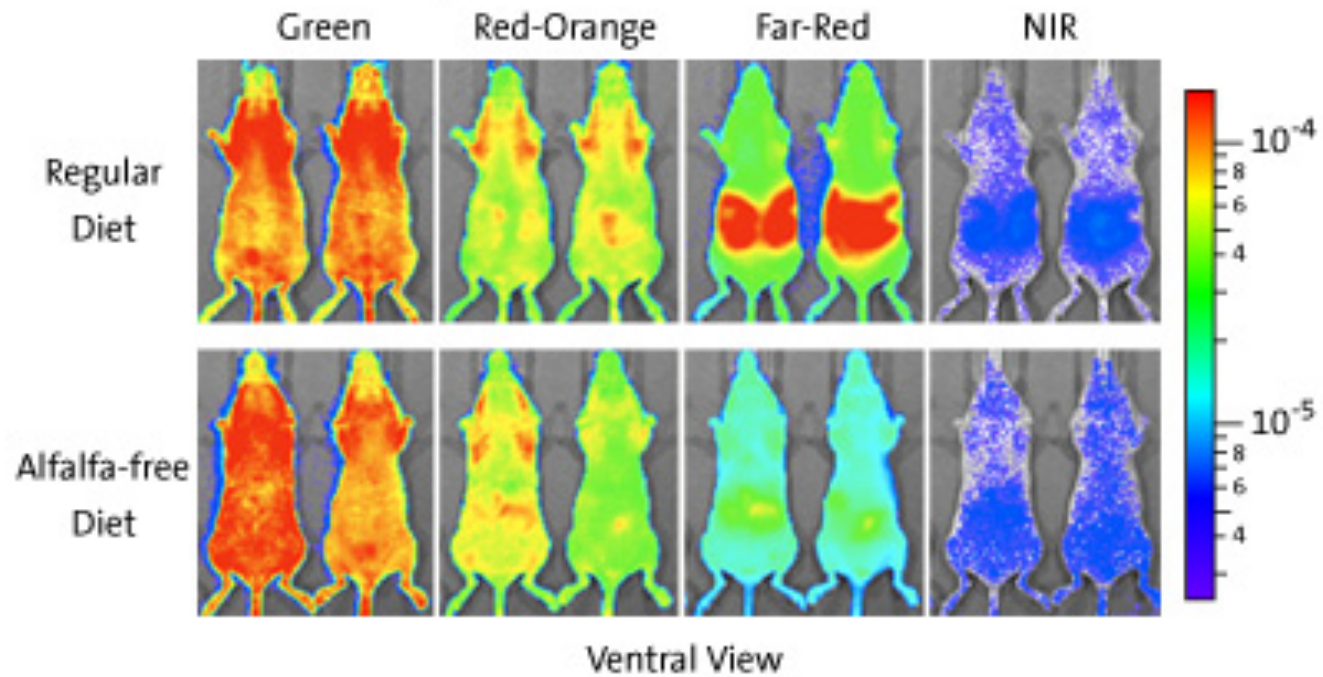 Green Red-Orange Far-Red NIR
Regular
Diet
10-4
8
6
4
Alfalfa-free
Diet
10-5
8
6
4
Ventral View